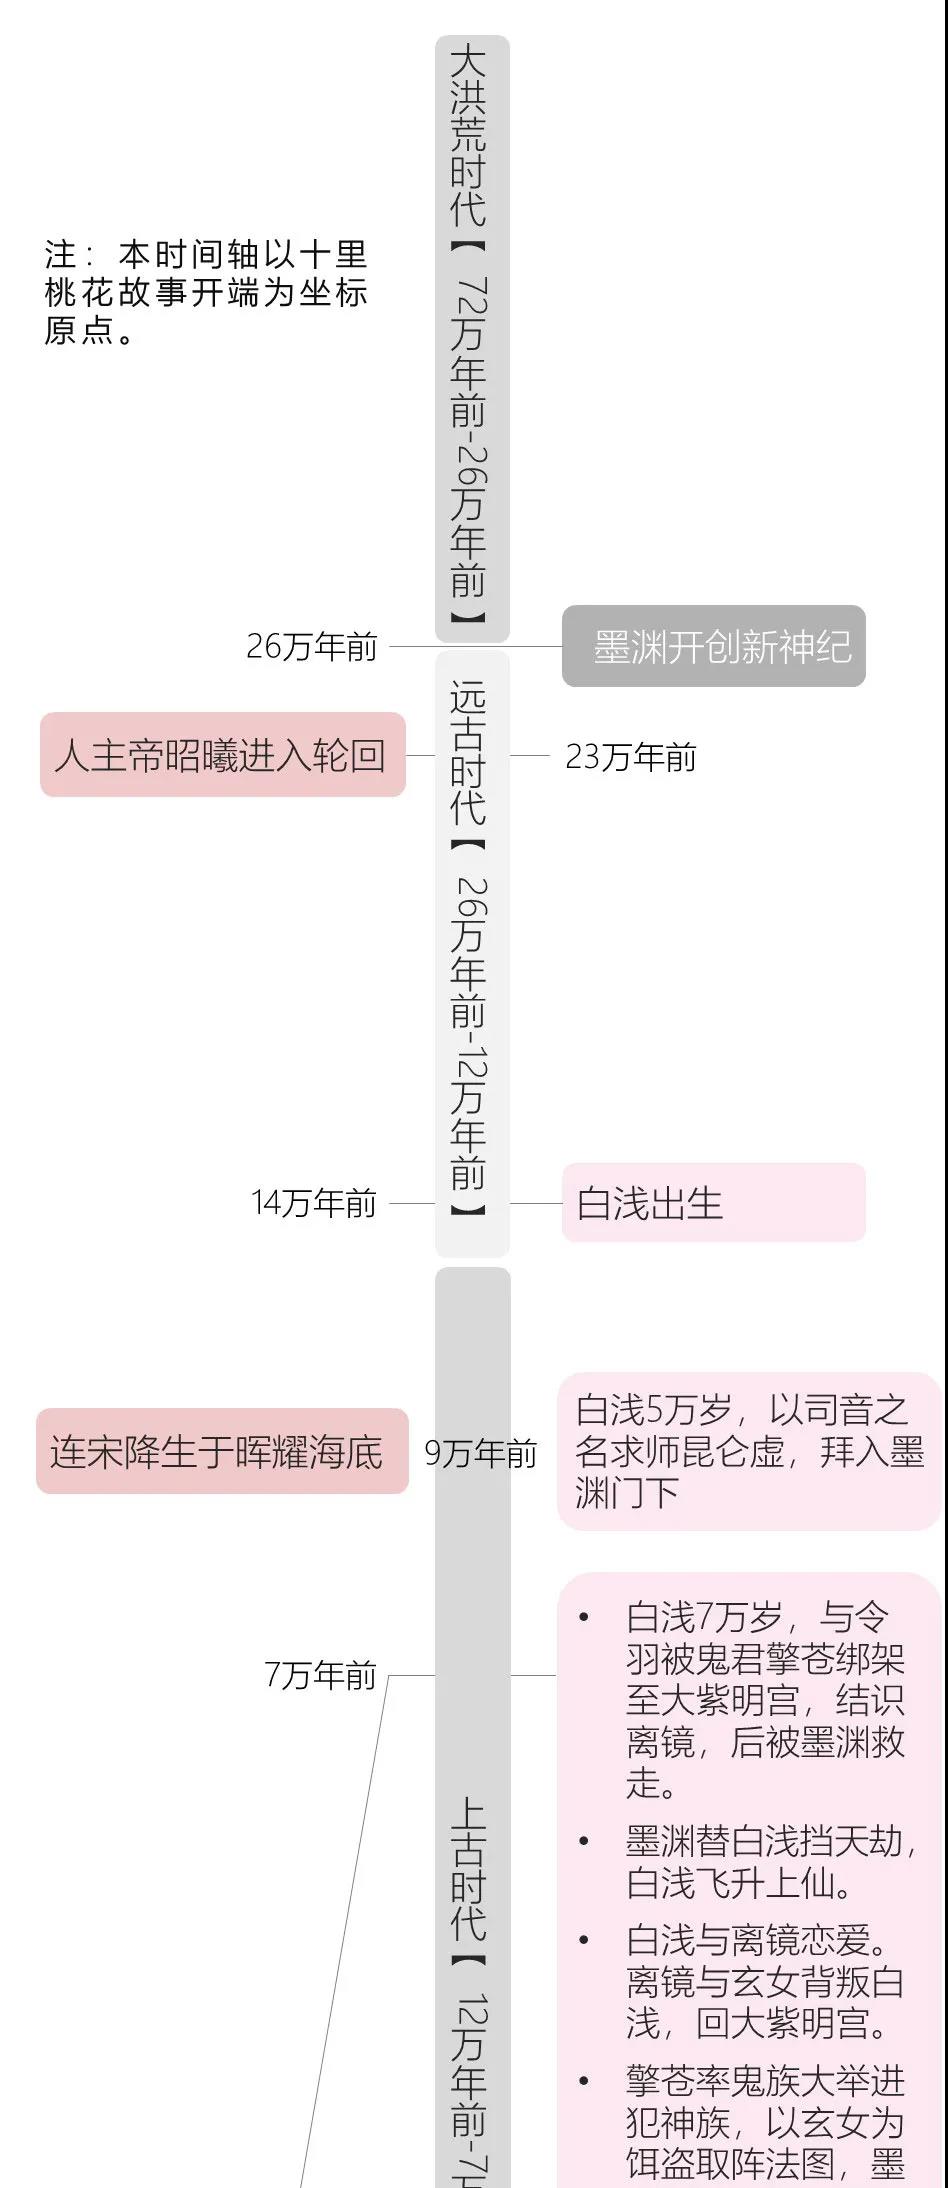 大洪荒时代【 72万年前-26万年前】
注：本时间轴以十里
桃花故事开端为坐标
原点。
26万年前
墨渊开创新神纪
远古时代【 26万年前-12万年前】
人主帝昭曦进入轮回
23万年前
14万年前
白浅出生
连宋降生于晖耀海底
9万年前
白浅5万岁，以司音之
名求师昆仑虚，拜入墨
渊门下
7万年前
• 白浅7万岁，与令
羽被鬼君擎苍绑架
至大紫明宫，结识
离镜，后被墨渊救
走。
• 墨渊替白浅挡天劫，
白浅飞升上仙。
• 白浅与离镜恋爱。
离镜与玄女背叛白
浅，回大紫明宫。
• 擎苍率鬼族大举进
犯神族，以玄女为
饵盗取阵法图，墨
上古时代【 12万年前-7